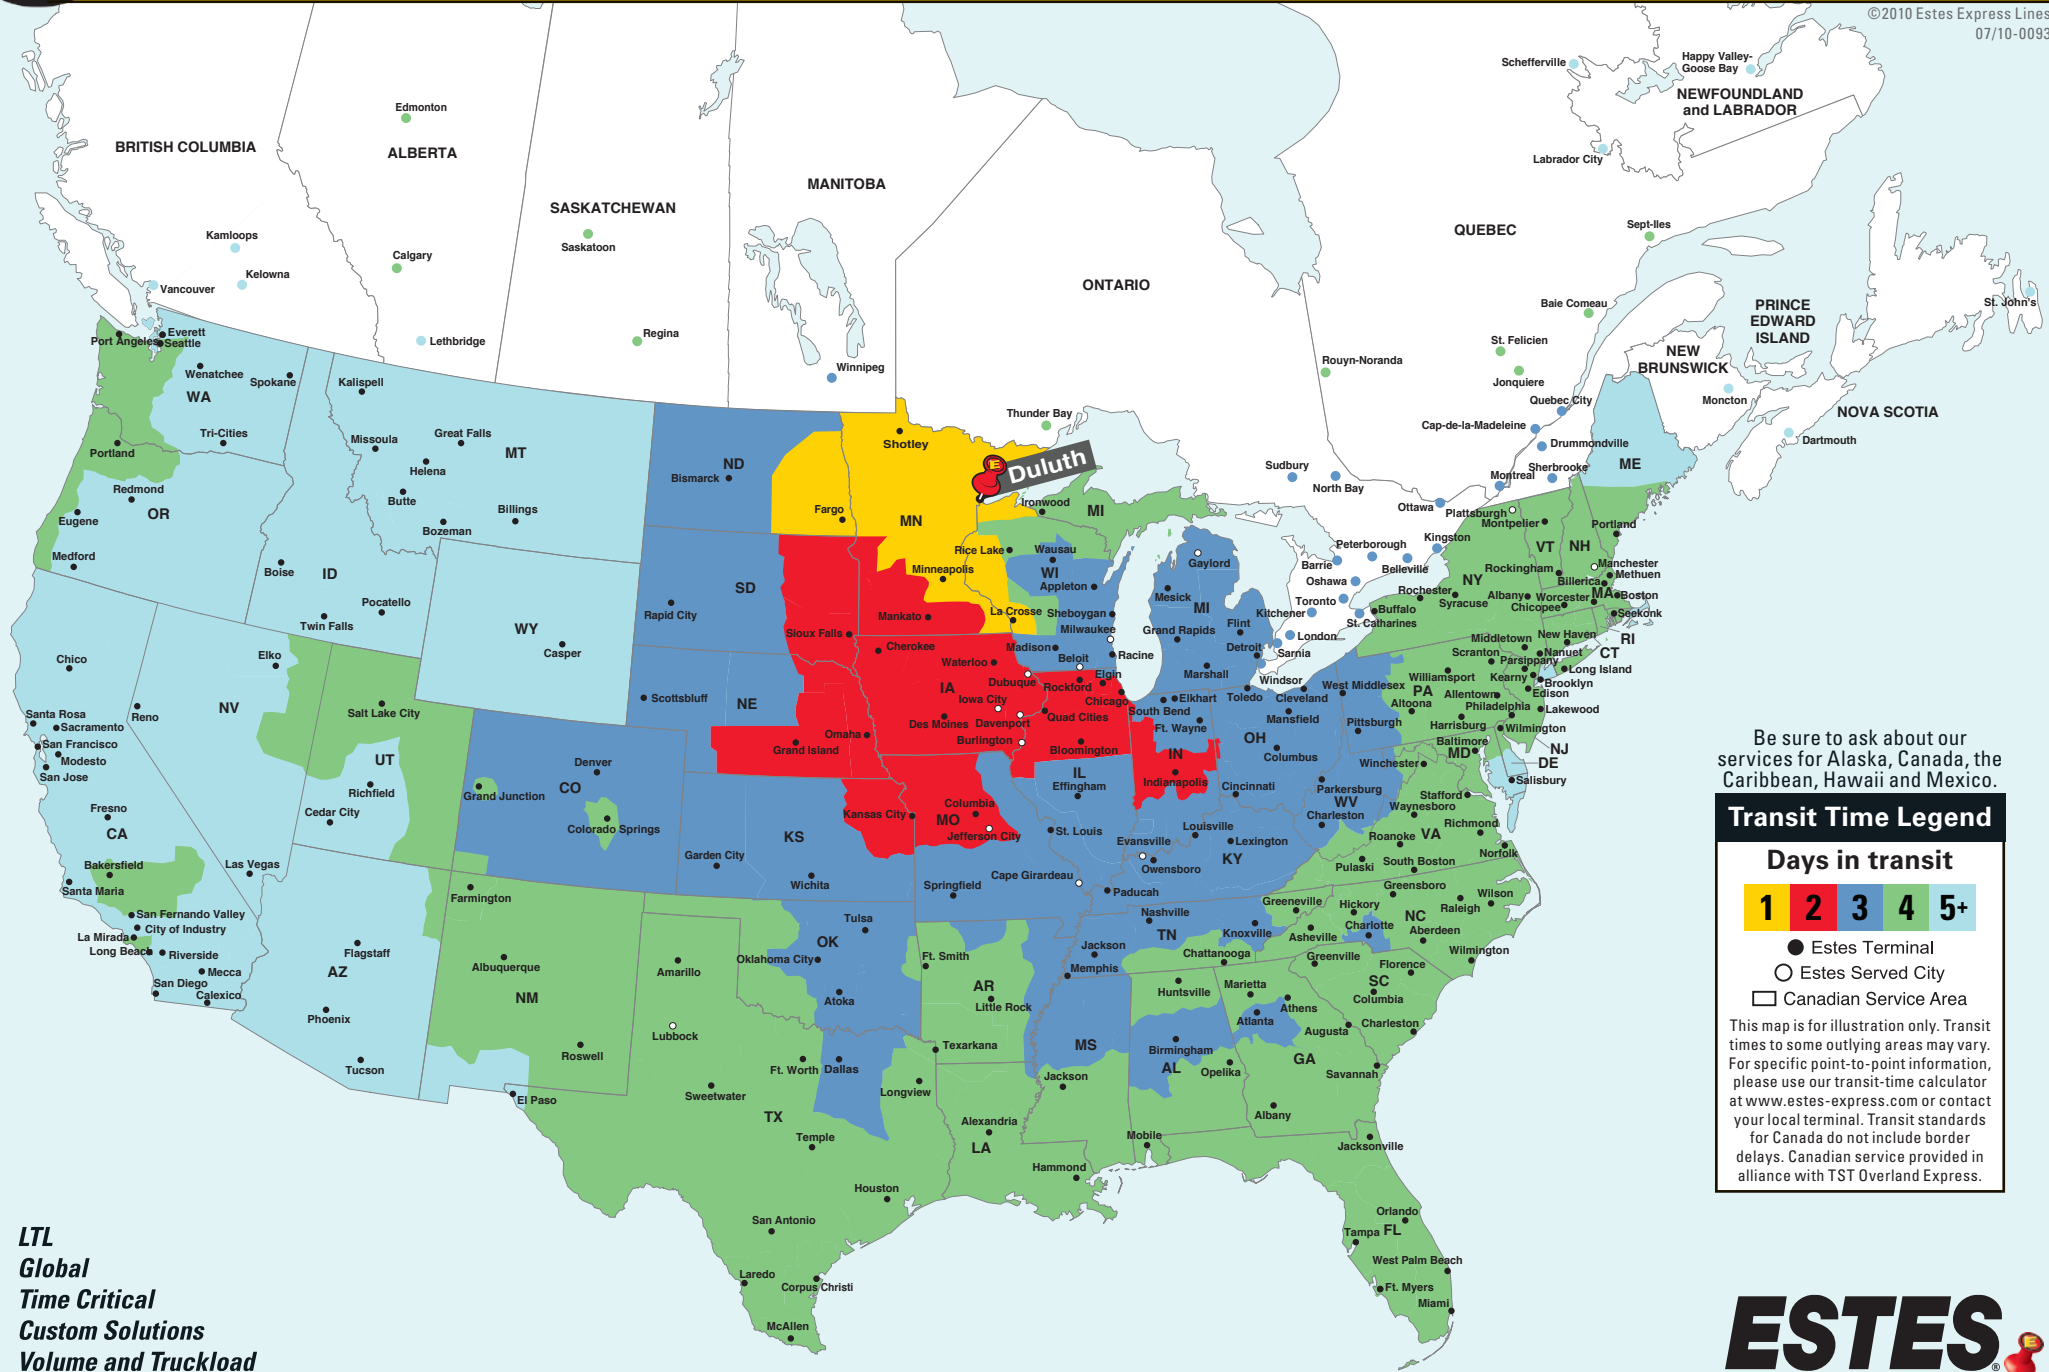 ©2010 Estes Express Lines
07/10-0093
Schefferville
Happy Valley-
Goose Bay
NEWFOUNDLAND
and LABRADOR
Labrador City
Edmonton
BRITISH COLUMBIA
ALBERTA
MANITOBA
SASKATCHEWAN
Saskatoon
Kamloops
Calgary
Kelowna
Vancouver
QUEBEC
Sept-Iles
ONTARIO
Baie Comeau
PRINCE
EDWARD
ISLAND
St. John's
Everett
Port Angeles
Seattle
Lethbridge
Regina
St. Felicien
Rouyn-Noranda
Jonquiere
NEW
BRUNSWICK
Winnipeg
Wenatchee
Spokane
Kalispell
WA
Moncton
Quebec City
NOVA SCOTIA
Thunder Bay
Cap-de-la-Madeleine
Dartmouth
Tri-Cities
Missoula
Great Falls
MT
Shotley
Drummondville
Portland
Helena
ND
Bismarck
Duluth
E
Sudbury
North Bay
Montreal
Sherbrooke
ME
Redmond
OR
Butte
Billings
Fargo
MN
Ironwood
MI
Ottawa
Plattsburgh
Montpelier
Portland
Eugene
Bozeman
Medford
Boise
ID
Rice Lake
Wausau
WI
Gaylord
Peterborough
Kingston
Barrie
Belleville
VT
NH
Manchester
Methuen
Minneapolis
Appleton
Oshawa
Rockingham
Billerica
Pocatello
Twin Falls
SD
Rapid City
Mesick
MI
Toronto
Rochester
NY
Syracuse
Albany
Worcester
MA
Boston
Chicopee
Seekonk
WY
Casper
Mankato
La Crosse
Sheboygan
Kitchener
Buffalo
St. Catharines
Sioux Falls
Milwaukee
Grand Rapids
Flint
London
Middletown
New Haven
RI
Chico
Elko
Cherokee
Madison
Racine
Detroit
Sarnia
Scranton
Nanuet
CT
Waterloo
Beloit
Elgin
Marshall
Windsor
Parsippany
Long Island
Scottsbluff
NE
IA
Dubuque
Rockford
Chicago
Elkhart
Toledo
Cleveland
West Middlesex
Williamsport
Kearny
Brooklyn
NV
Reno
Salt Lake City
Iowa City
South Bend
PA
Allentown
Edison
Santa Rosa
Sacramento
Des Moines
Davenport
Quad Cities
Ft. Wayne
Mansfield
Altoona
Philadelphia
Lakewood
San Francisco
Modesto
San Jose
Omaha
Grand Island
Burlington
Bloomington
IN
OH
Columbus
Pittsburgh
Harrisburg
Wilmington
Baltimore
MD
NJ
DE
UT
Richfield
Denver
CO
Grand Junction
IL
Effingham
Indianapolis
Cincinnati
Parkersburg
WV
Winchester
Salisbury
Stafford
Fresno
CA
Cedar City
Colorado Springs
Kansas City
Columbia
MO
Jefferson City
St. Louis
Louisville
Charleston
Waynesboro
Richmond
KS
Evansville
Lexington
KY
Roanoke
VA
Norfolk
Bakersfield
Las Vegas
Garden City
Owensboro
Pulaski
South Boston
Santa Maria
Farmington
Wichita
Springfield
Cape Girardeau
Paducah
Greensboro
Wilson
San Fernando Valley
City of Industry
La Mirada
Long Beach
Riverside
Tulsa
OK
Nashville
TN
Knoxville
Greeneville
Hickory
NC
Raleigh
Charlotte
Aberdeen
Asheville
Flagstaff
AZ
Albuquerque
NM
Amarillo
Oklahoma City
Ft. Smith
Jackson
Memphis
Chattanooga
Greenville
Wilmington
Mecca
San Diego
Calexico
Florence
SC
Columbia
Phoenix
Atoka
AR
Little Rock
Huntsville
Marietta
Athens
Atlanta
Augusta
Charleston
Lubbock
Roswell
Tucson
Texarkana
MS
Birmingham
AL
Opelika
GA
Savannah
Ft. Worth
Dallas
Longview
Jackson
Sweetwater
El Paso
TX
Albany
Temple
Alexandria
LA
Mobile
Jacksonville
Hammond
Houston
San Antonio
Orlando
Tampa
FL
West Palm Beach
Laredo
Corpus Christi
Ft. Myers
Miami
McAllen
Be sure to ask about our
services for Alaska, Canada, the
Caribbean, Hawaii and Mexico.
Transit Time Legend
Days in transit
1 2 3 4 5+
Estes Terminal
Estes Served City
Canadian Service Area
This map is for illustration only. Transit
times to some outlying areas may vary.
For specific point-to-point information,
please use our transit-time calculator
at www.estes-express.com or contact
your local terminal. Transit standards
for Canada do not include border
delays. Canadian service provided in
alliance with TST Overland Express.
LTL
Global
Time Critical
Custom Solutions
Volume and Truckload
ESTES
®
E